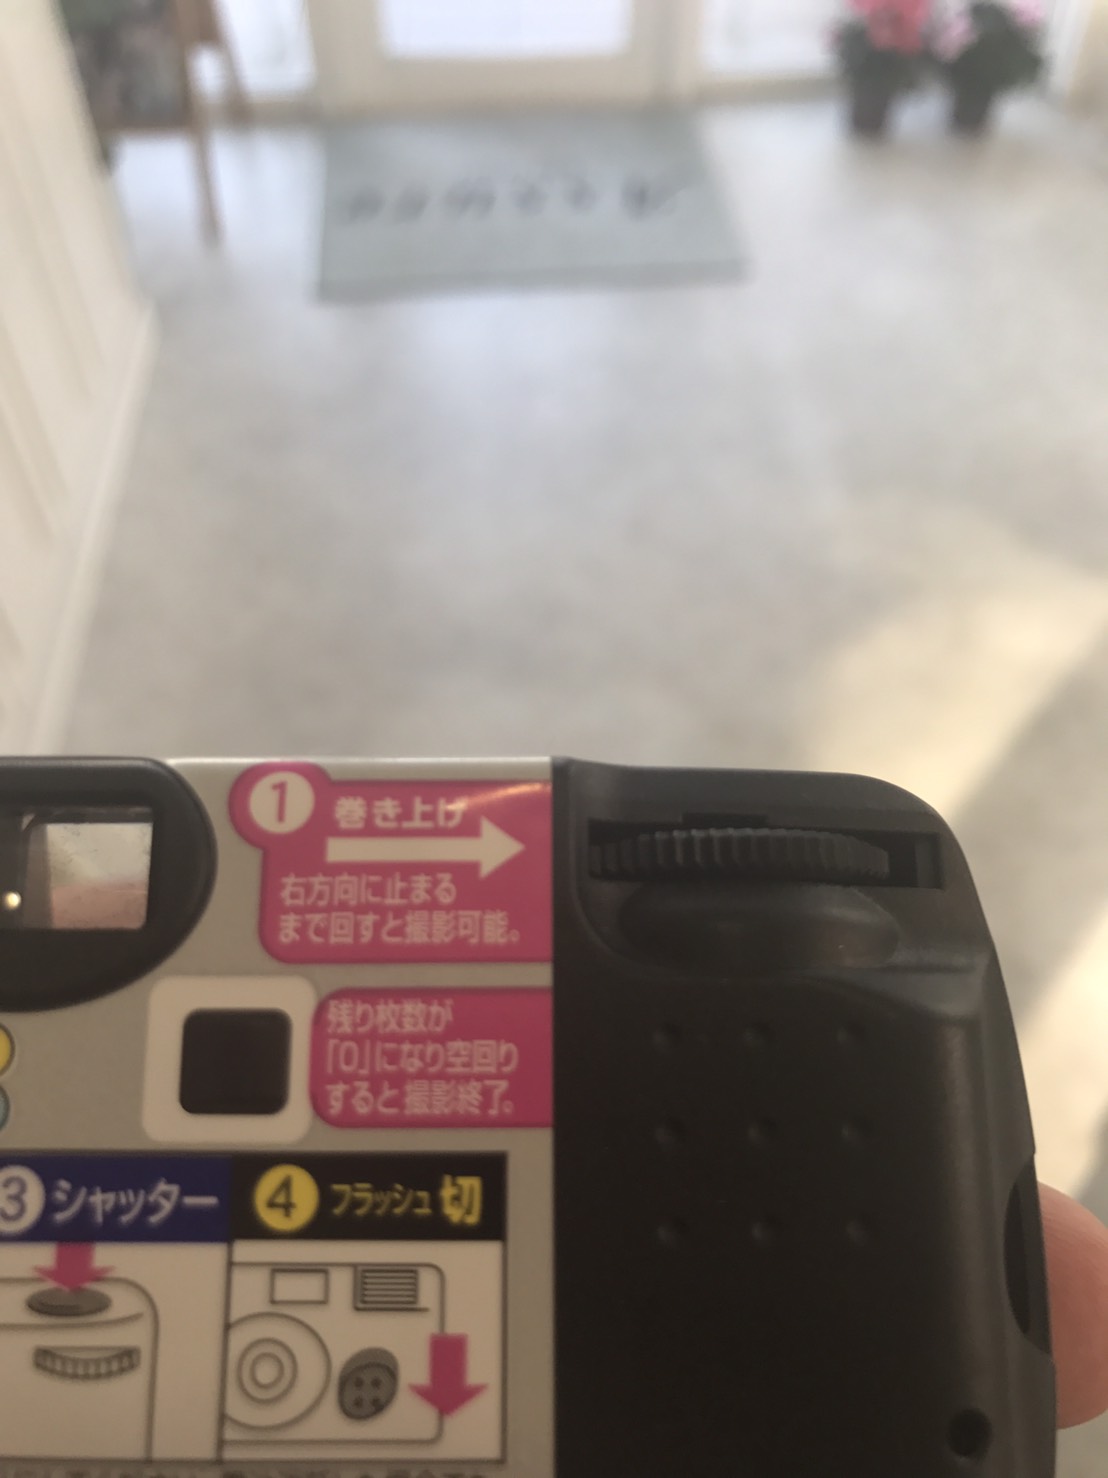 1
巻き上げ
右方向に止まる
まで回すと撮影可能。
残り枚数が
「0」になり空回り
すると撮影終了。
3 シャッター
4 フラッシュ 切